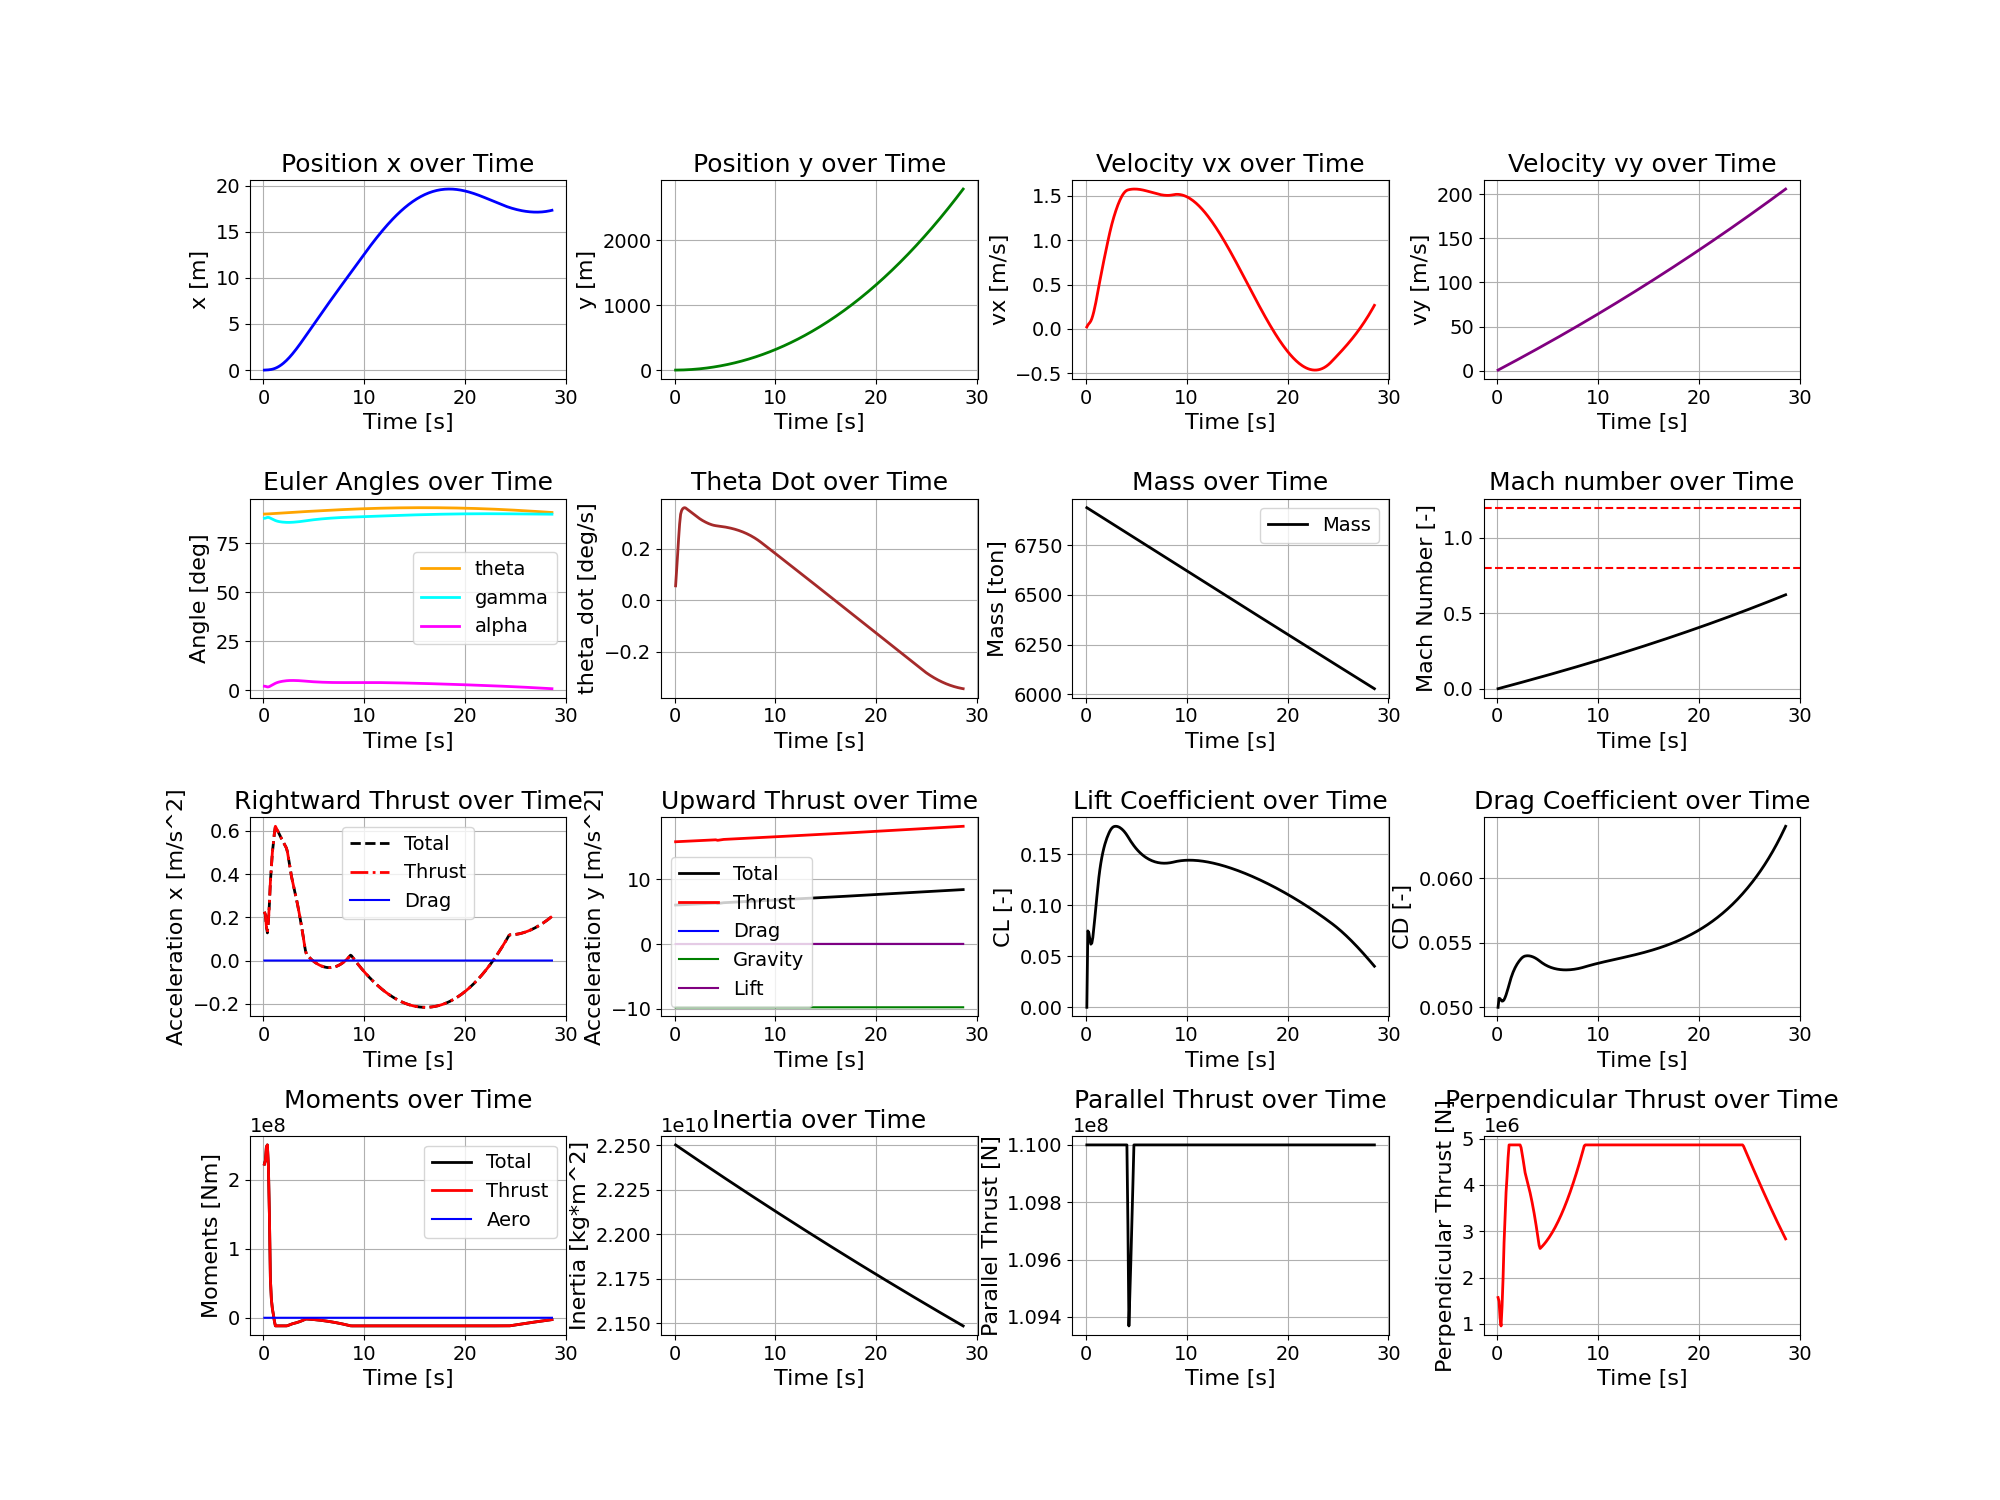 Position x over Time
x [m]
20
15
10
5
0
0 10 20 30
Time [s]
Position y over Time
y [m]
2000
1000
0
0 10 20 30
Time [s]
Velocity vx over Time
vx [m/s]
1.5
1.0
0.5
0.0
−0.5
0 10 20 30
Time [s]
Velocity vy over Time
vy [m/s]
200
150
100
50
0
0 10 20 30
Time [s]
Euler Angles over Time
Angle [deg]
75
50
25
0
theta
gamma
alpha
0 10 20 30
Time [s]
Theta Dot over Time
theta_dot [deg/s]
0.2
0.0
−0.2
0 10 20 30
Time [s]
Mass over Time
Mass [ton]
6750
6500
6250
6000
Mass
0 10 20 30
Time [s]
Mach number over Time
Mach Number [-]
1.0
0.5
0.0
0 10 20 30
Time [s]
Rightward Thrust over Time
Acceleration x [m/s^2]
0.6
0.4
0.2
0.0
−0.2
Total
Thrust
Drag
0 10 20 30
Time [s]
Upward Thrust over Time
Acceleration y [m/s^2]
10
0
−10
Total
Thrust
Drag
Gravity
Lift
0 10 20 30
Time [s]
Lift Coefficient over Time
CL [-]
0.15
0.10
0.05
0.00
0 10 20 30
Time [s]
Drag Coefficient over Time
CD [-]
0.060
0.055
0.050
0 10 20 30
Time [s]
Moments over Time
1e8
Moments [Nm]
2
1
0
Total
Thrust
Aero
0 10 20 30
Time [s]
Inertia over Time
1e10
Inertia [kg*m^2]
2.250
2.225
2.200
2.175
2.150
0 10 20 30
Time [s]
Parallel Thrust over Time
1e8
Parallel Thrust [N]
1.100
1.098
1.096
1.094
0 10 20 30
Time [s]
Perpendicular Thrust over Time
1e6
Perpendicular Thrust [N]
5
4
3
2
1
0 10 20 30
Time [s]